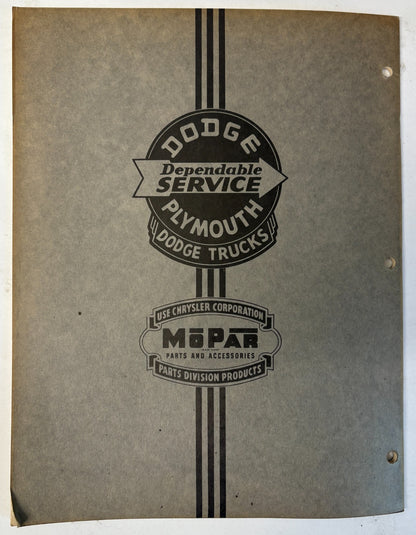 DODGE
Dependable
SERVICE
PLYMOUTH
DODGE TRUCKS
USE CHRYSLER CORPORATION
MOPAR
PARTS AND ACCESSORIES
PARTS DIVISION PRODUCTS